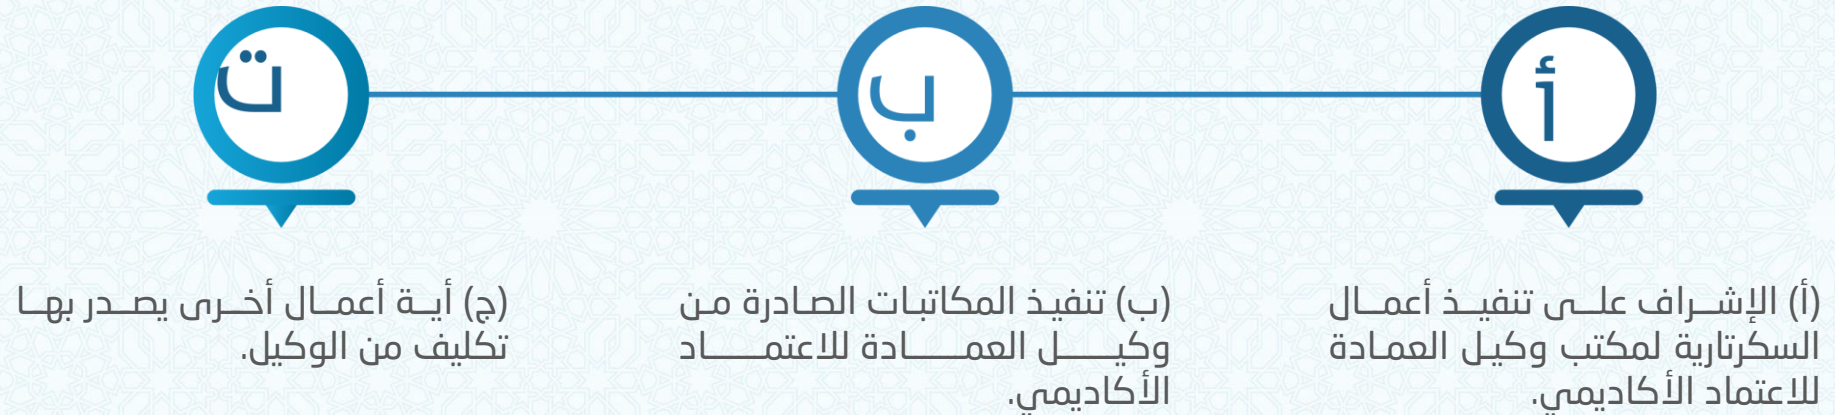 أ
(أ) الإشراف على تنفيذ أعمال
السكرتارية لمكتب وكيل العمادة
للاعتماد الأكاديمي.
ب
(ب) تنفيذ المكاتبات الصادرة من
وكيل العمادة للاعتماد
الأكاديمي.
ت
(ج) أية أعمال أخرى يصدر بها
تكليف من الوكيل.